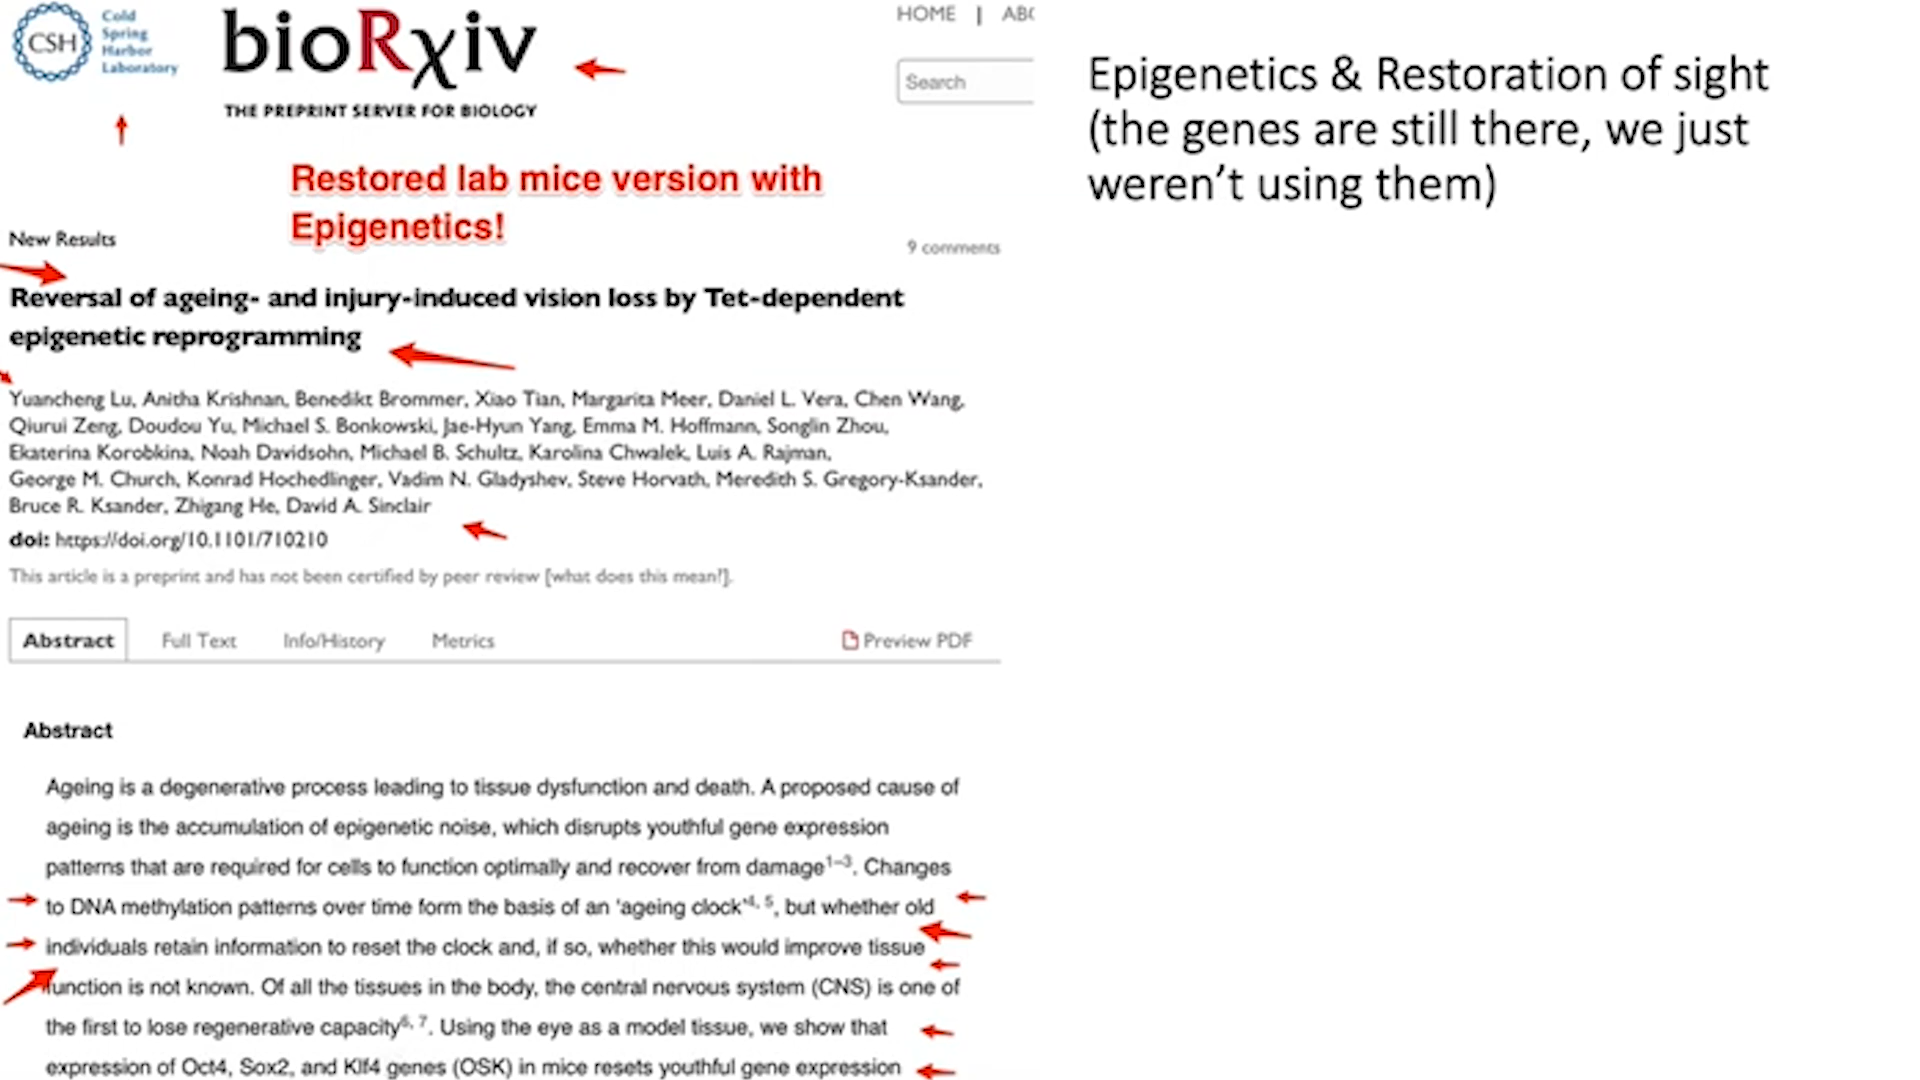 CSH
Cold
Spring
Harbor
Laboratory
bioRχiv
THE PREPRINT SERVER FOR BIOLOGY
HOME |
Search
Restored lab mice version with
Epigenetics!
New Results
9 comments
Reversal of ageing- and injury-induced vision loss by Tet-dependent
epigenetic reprogramming
Yuancheng Lu, Anitha Krishnan, Benedikt Brommer, Xiao Tian, Margarita Meer, Daniel L. Vera, Chen Wang,
Qiurui Zeng, Doudou Yu, Michael S. Bonkowski, Jae-Hyun Yang, Emma M. Hoffmann, Songlin Zhou,
Ekaterina Korobkina, Noah Davidsohn, Michael B. Schultz, Karolina Chwalek, Luis A. Rajman,
George M. Church, Konrad Hochedlinger, Vadim N. Gladyshev, Steve Horvath, Meredith S. Gregory-Ksander,
Bruce R. Ksander, Zhigang He, David A. Sinclair
doi: https://doi.org/10.1101/710210
This article is a preprint and has not been certified by peer review [what does this mean?].
Abstract Full Text Info/History Metrics Preview PDF
Abstract
Ageing is a degenerative process leading to tissue dysfunction and death. A proposed cause of
ageing is the accumulation of epigenetic noise, which disrupts youthful gene expression
patterns that are required for cells to function optimally and recover from damage1–3. Changes
to DNA methylation patterns over time form the basis of an 'ageing clock'4, 5, but whether old
individuals retain information to reset the clock and, if so, whether this would improve tissue
function is not known. Of all the tissues in the body, the central nervous system (CNS) is one of
the first to lose regenerative capacity6, 7. Using the eye as a model tissue, we show that
expression of Oct4, Sox2, and Klf4 genes (OSK) in mice resets youthful gene expression
Epigenetics & Restoration of sight
(the genes are still there, we just
weren't using them)